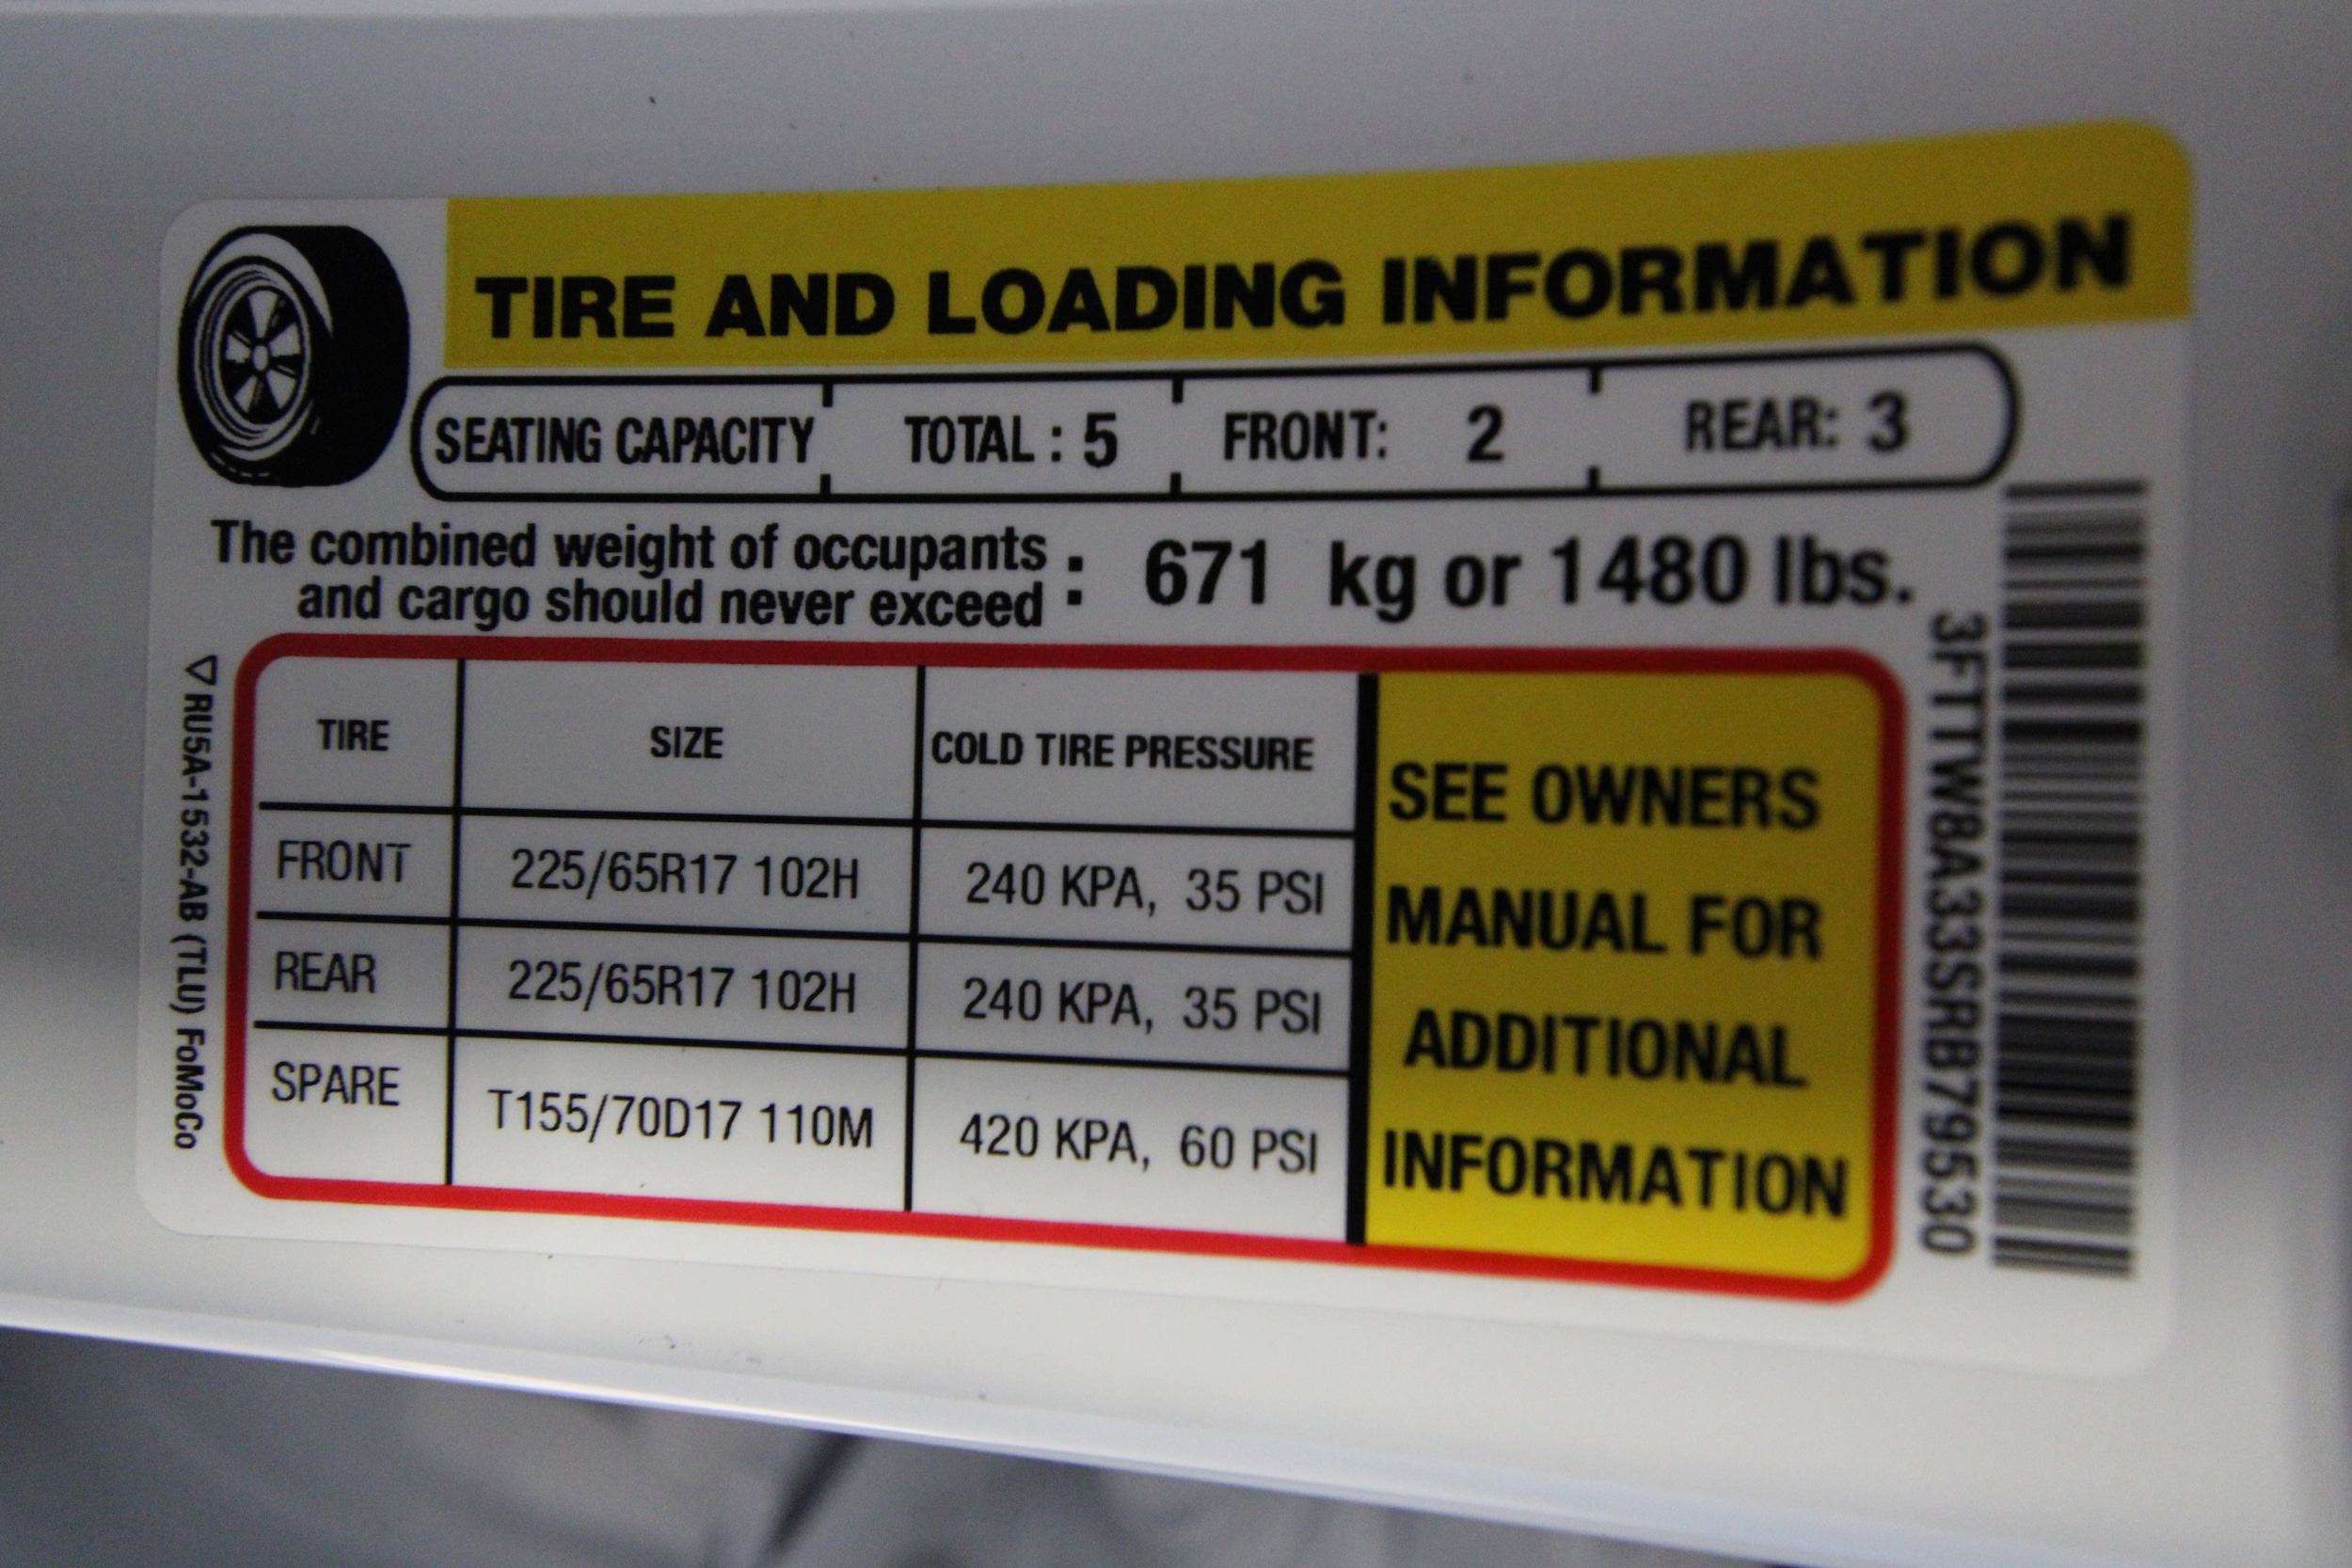 TIRE AND LOADING INFORMATION
SEATING CAPACITY TOTAL : 5 FRONT: 2 REAR: 3
The combined weight of occupants
and cargo should never exceed : 671 kg or 1480 lbs.
TIRE SIZE COLD TIRE PRESSURE
FRONT 225/65R17 102H 240 KPA, 35 PSI
REAR 225/65R17 102H 240 KPA, 35 PSI
SPARE T155/70D17 110M 420 KPA, 60 PSI
SEE OWNERS
MANUAL FOR
ADDITIONAL
INFORMATION
RU5A-1532-AB (TLU) FoMoCo
3FTTW8A33SRB79530